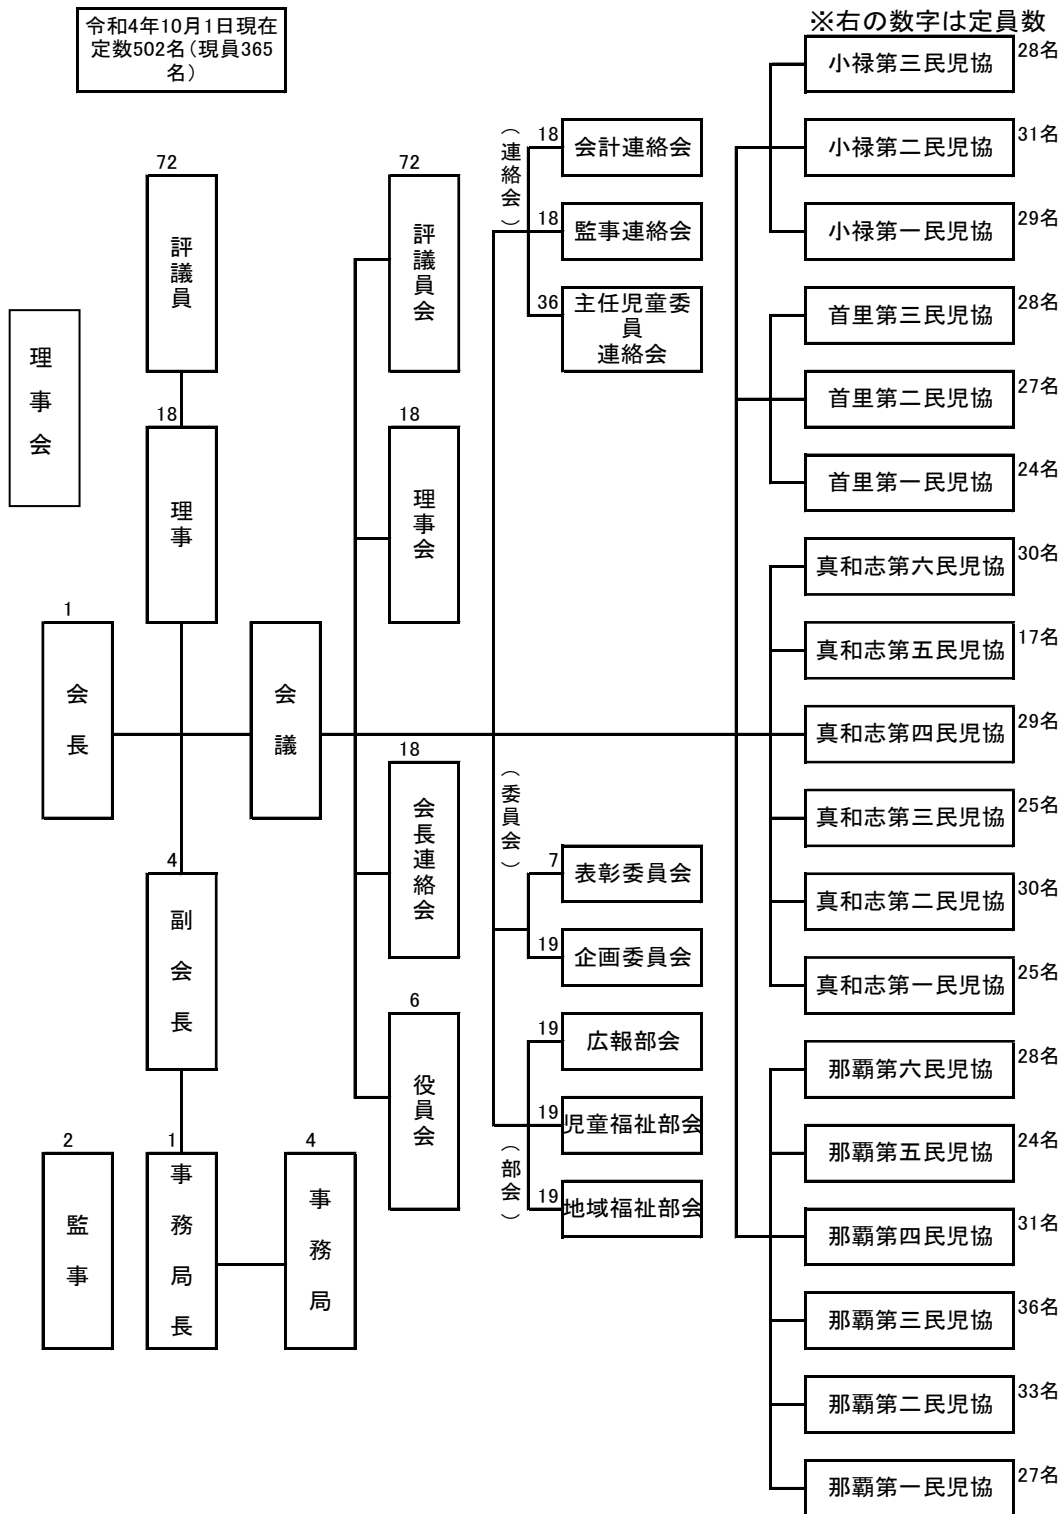 令和4年10月1日現在
定数502名（現員365
名）
※右の数字は定員数
理事会
72
評議員
18
理事
1
会長
4
副会長
2
監事
1
事務局長
4
事務局
会議
72
評議員会
18
理事会
18
会長連絡会
6
役員会
（連絡会）
18
会計連絡会
18
監事連絡会
36
主任児童委
員
連絡会
（委員会）
7
表彰委員会
19
企画委員会
（部会）
19
広報部会
19
児童福祉部会
19
地域福祉部会
小禄第三民児協 28名
小禄第二民児協 31名
小禄第一民児協 29名
首里第三民児協 28名
首里第二民児協 27名
首里第一民児協 24名
真和志第六民児協 30名
真和志第五民児協 17名
真和志第四民児協 29名
真和志第三民児協 25名
真和志第二民児協 30名
真和志第一民児協 25名
那覇第六民児協 28名
那覇第五民児協 24名
那覇第四民児協 31名
那覇第三民児協 36名
那覇第二民児協 33名
那覇第一民児協 27名